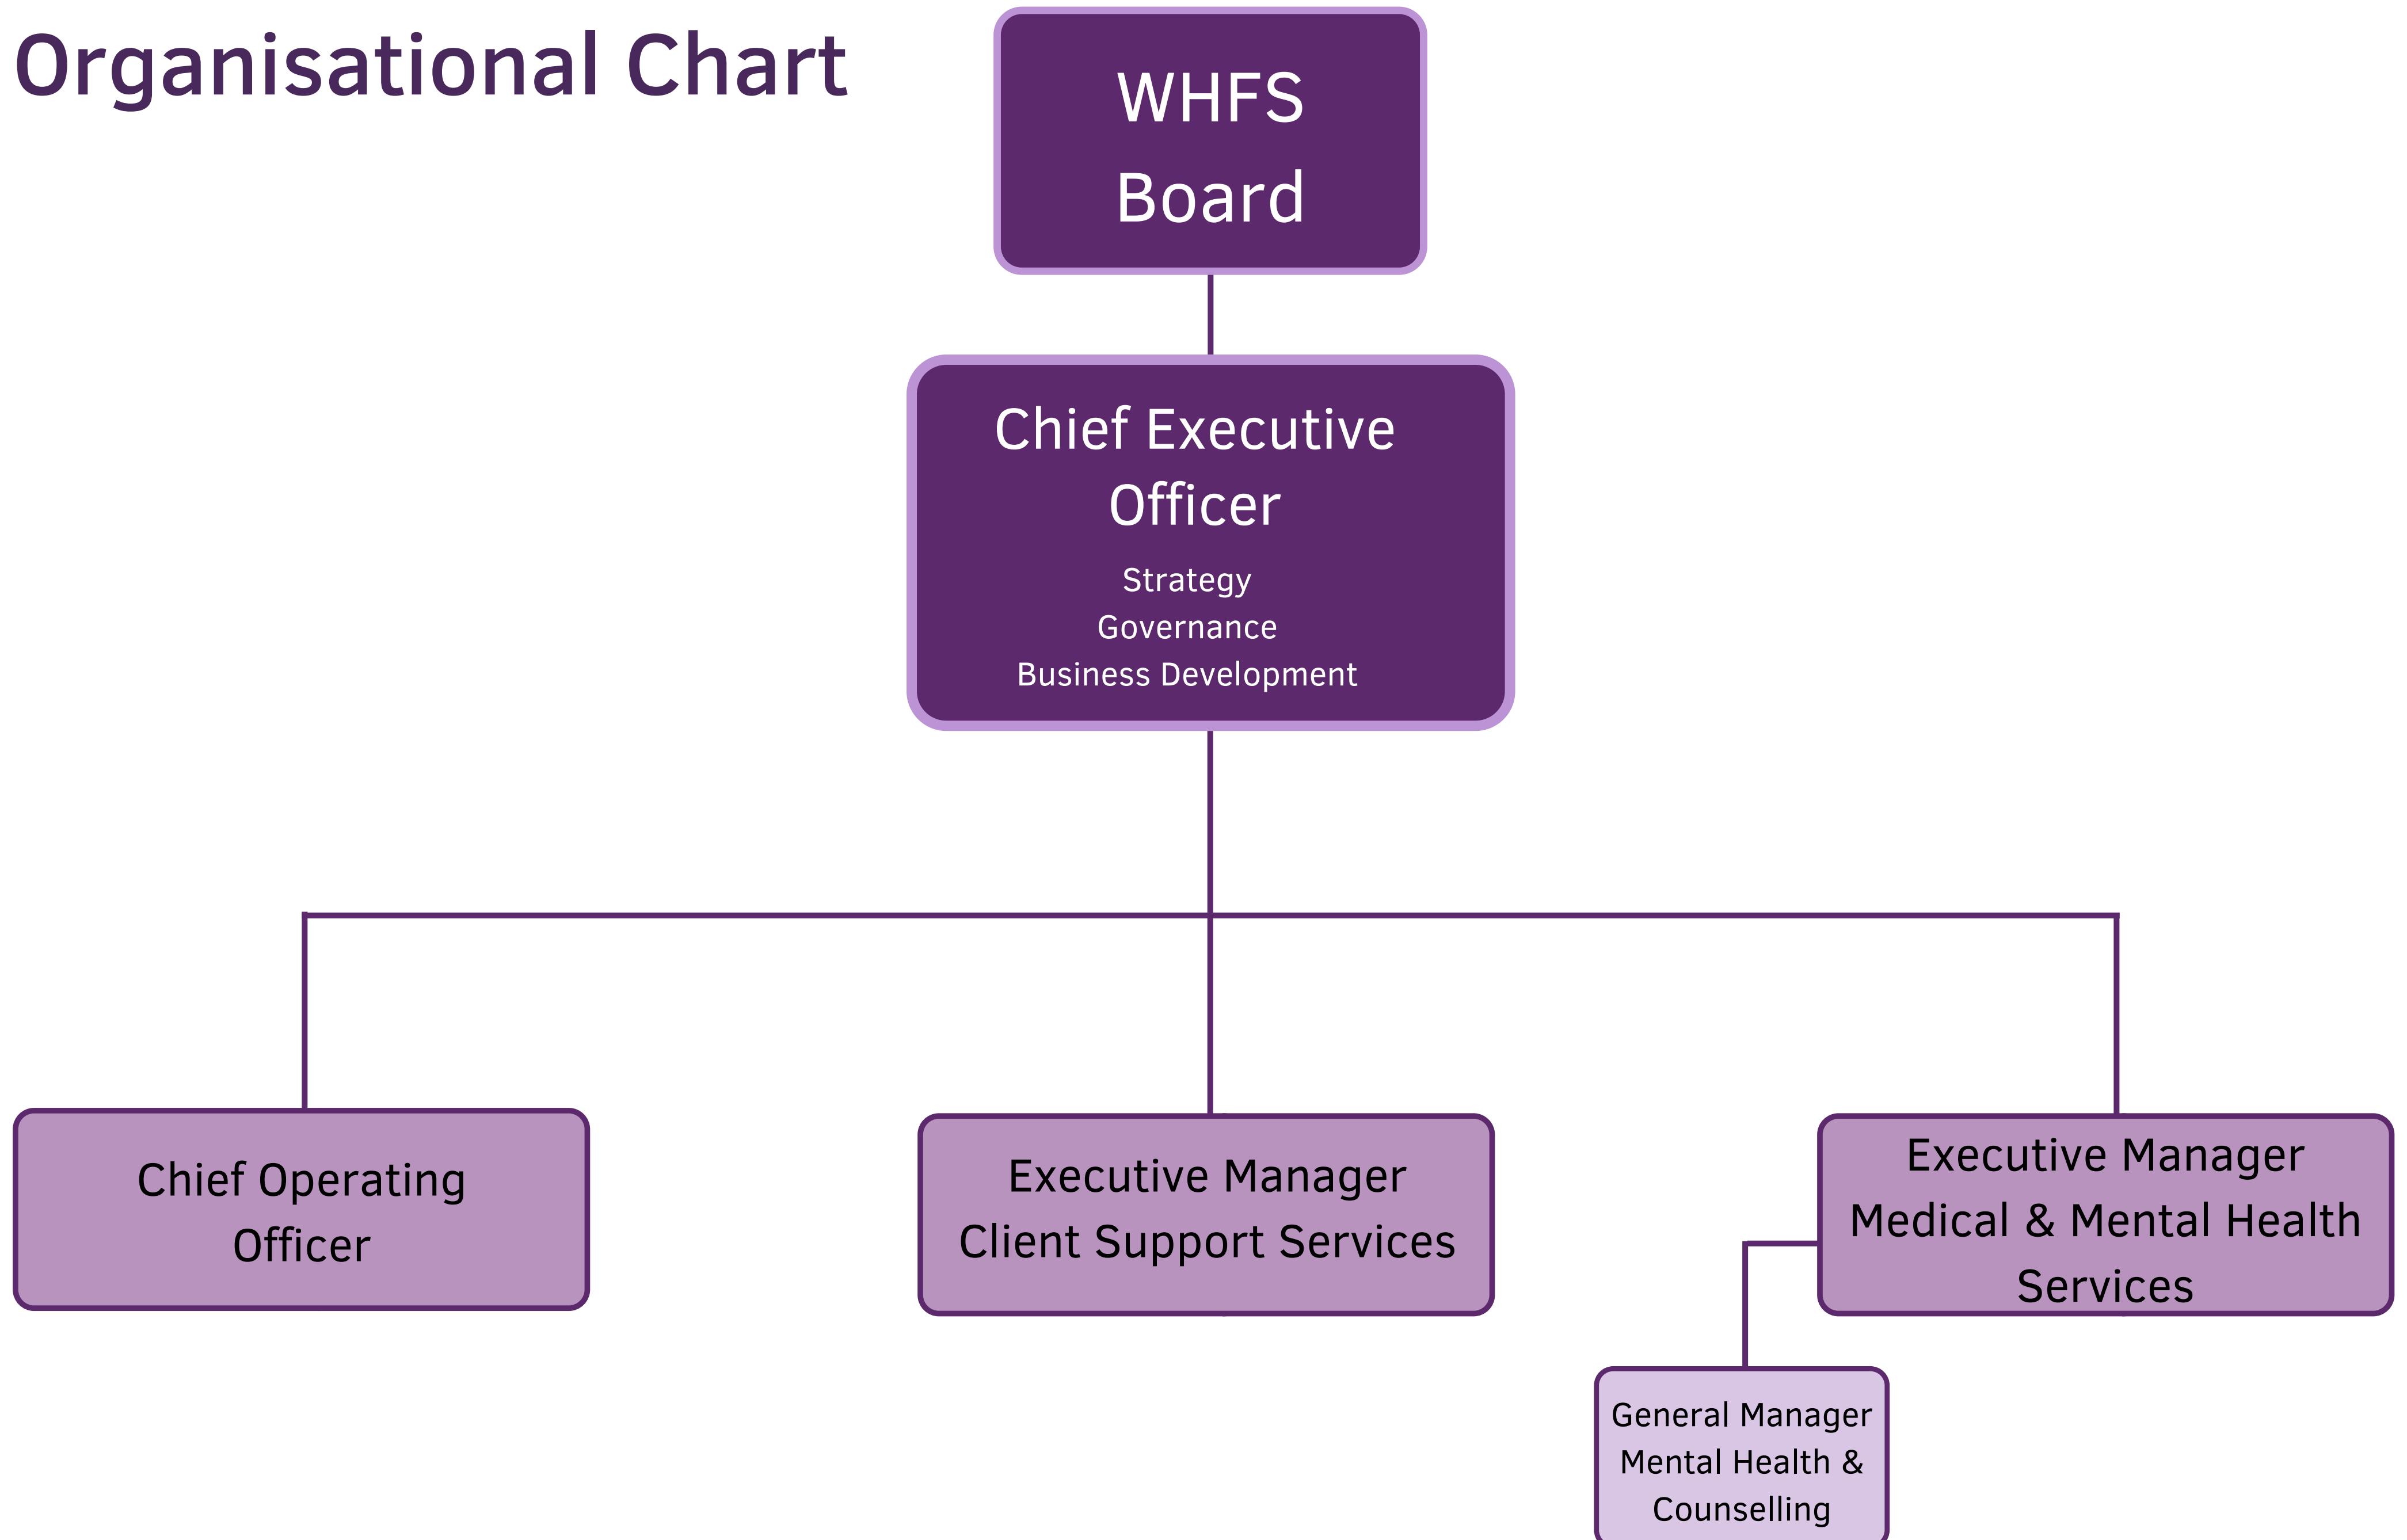 Organisational Chart
WHFS
Board
Chief Executive
Officer
Strategy
Governance
Business Development
Chief Operating
Officer
Executive Manager
Client Support Services
Executive Manager
Medical & Mental Health
Services
General Manager
Mental Health &
Counselling